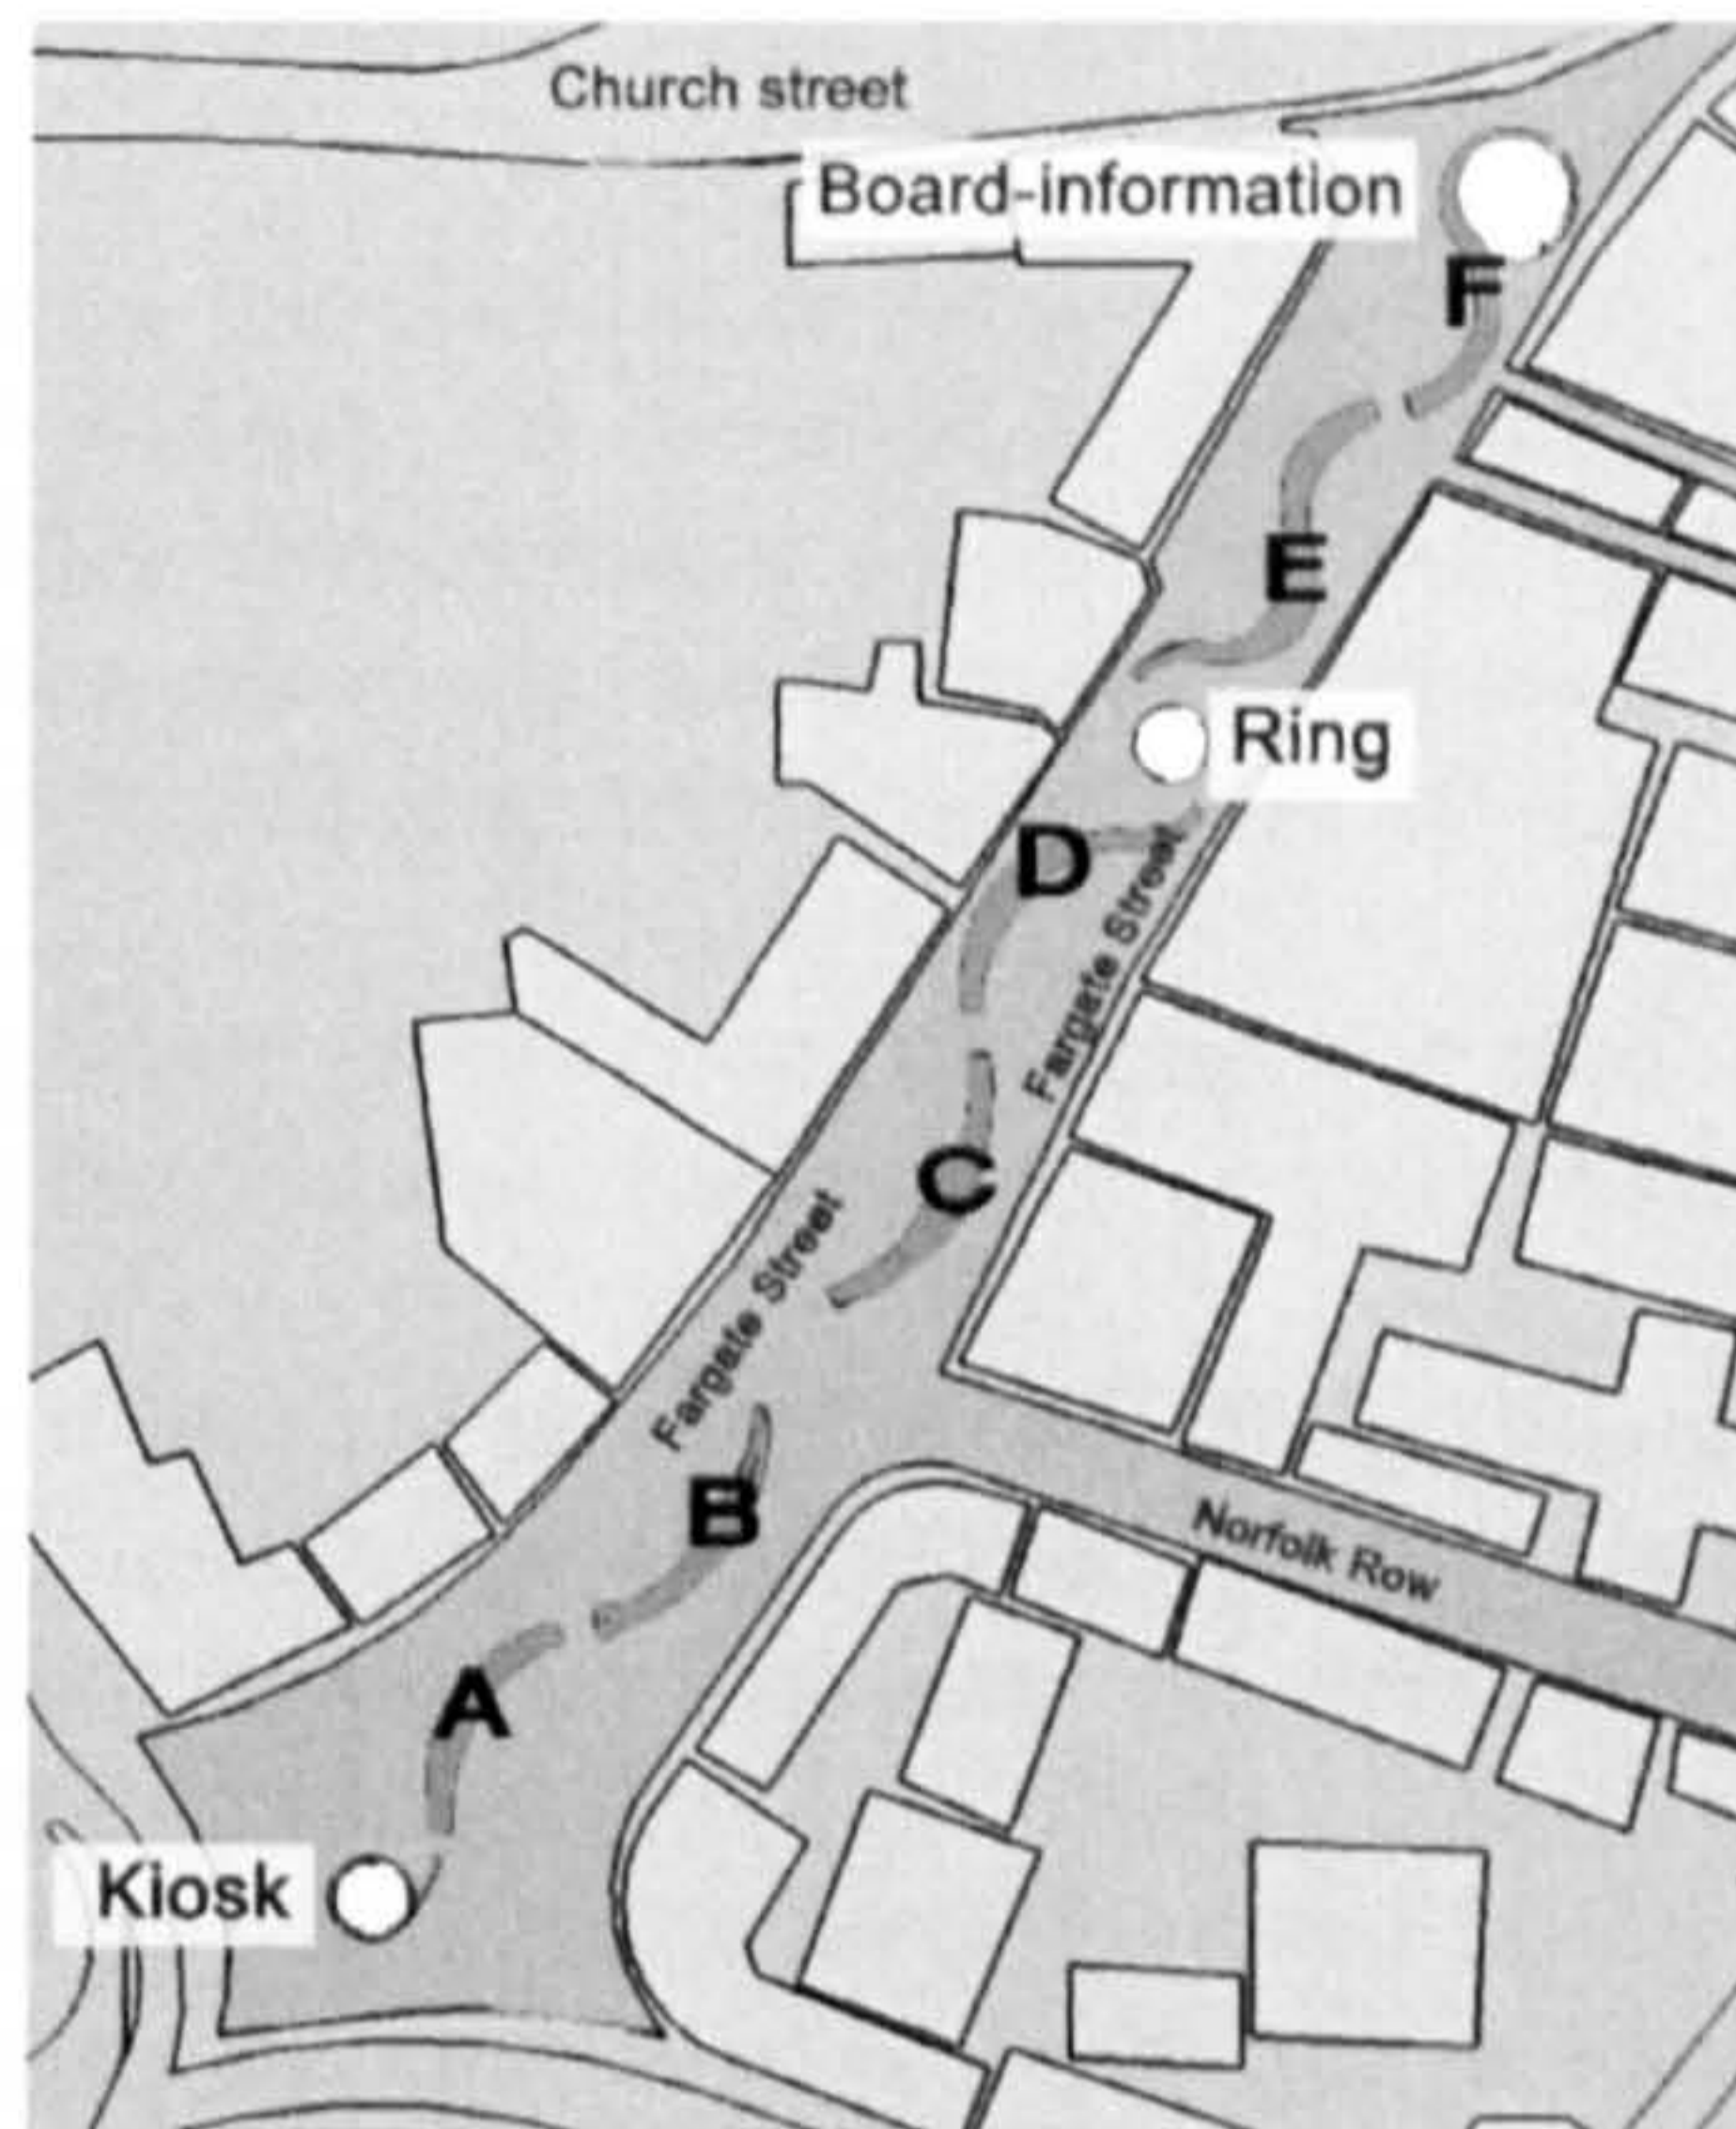 Church street
Board-information
F
E
Ring
D
Fargate Street
C
Fargate Street
B
Norfolk Row
A
Kiosk